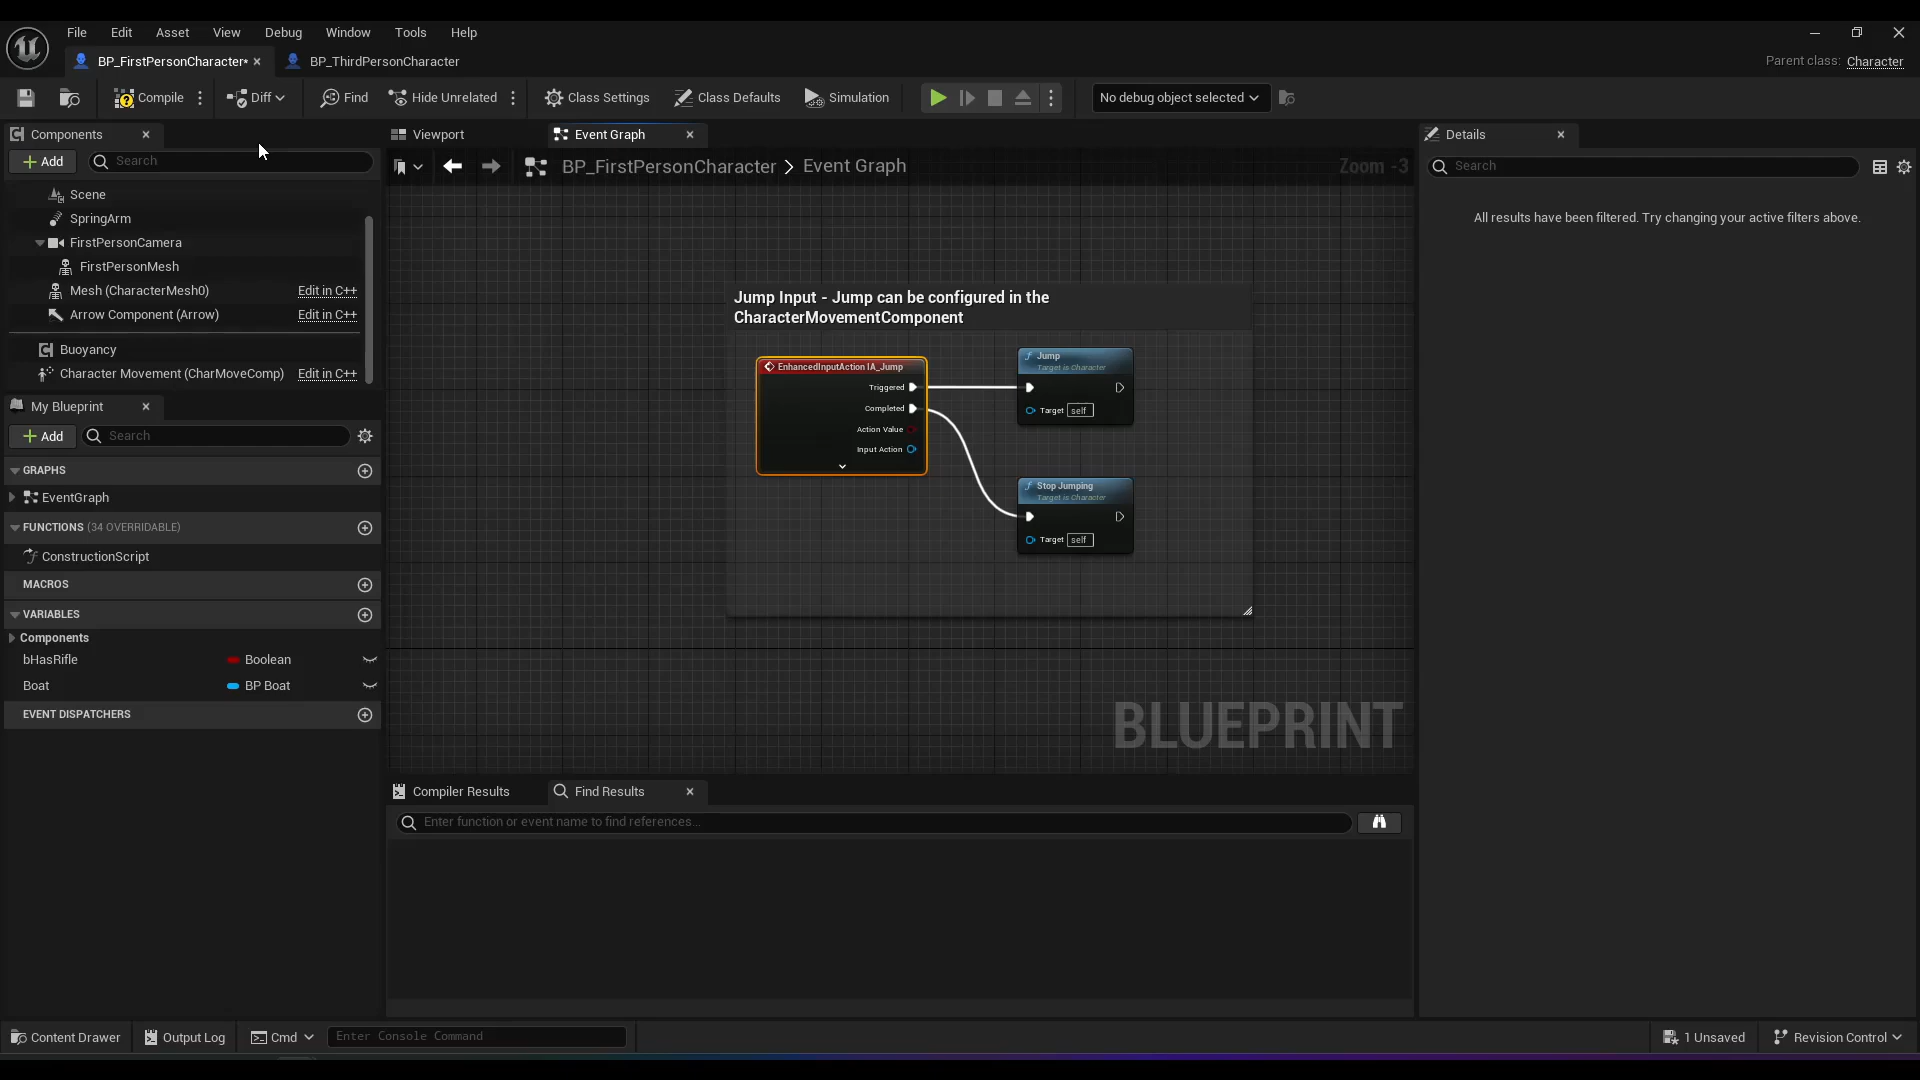 File Edit Asset View Debug Window Tools Help
BP_FirstPersonCharacter* BP_ThirdPersonCharacter
Parent class: Character
Compile Diff Find Hide Unrelated Class Settings Class Defaults Simulation No debug object selected
Components
Add Search
Scene
SpringArm
FirstPersonCamera
FirstPersonMesh
Mesh (CharacterMesh0) Edit in C++
Arrow Component (Arrow) Edit in C++
Buoyancy
Character Movement (CharMoveComp) Edit in C++
My Blueprint
Add Search
GRAPHS
EventGraph
FUNCTIONS (34 OVERRIDABLE)
ConstructionScript
MACROS
VARIABLES
Components
bHasRifle Boolean
Boat BP Boat
EVENT DISPATCHERS
Viewport Event Graph
BP_FirstPersonCharacter > Event Graph Zoom -3
Jump Input - Jump can be configured in the
CharacterMovementComponent
EnhancedInputAction IA_Jump
Triggered
Completed
Action Value
Input Action
Jump
Target is Character
Target self
Stop Jumping
Target is Character
Target self
BLUEPRINT
Compiler Results Find Results
Enter function or event name to find references...
Details
Search
All results have been filtered. Try changing your active filters above.
Content Drawer Output Log Cmd Enter Console Command 1 Unsaved Revision Control